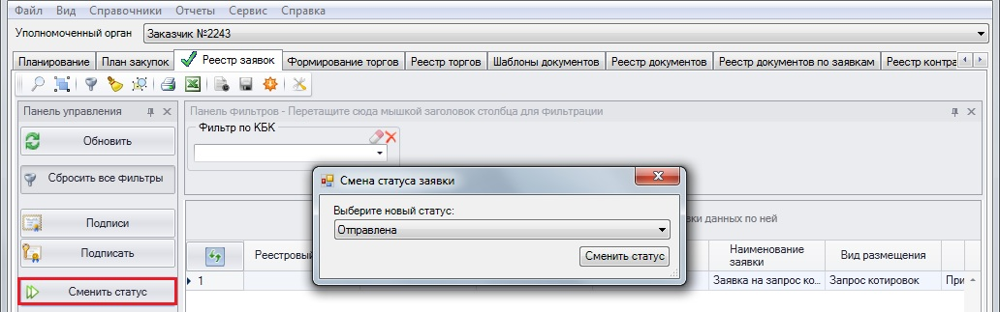 Файл Вид Справочники Отчеты Сервис Справка
Уполномоченный орган Заказчик №2243
Планирование План закупок Реестр заявок Формирование торгов Реестр торгов Шаблоны документов Реестр документов Реестр документов по заявкам Реестр контра
Панель управления
Панель Фильтров - Перетащите сюда мышкой заголовок столбца для Фильтрации
Обновить
Фильтр по КБК
Сбросить все фильтры
Смена статуса заявки
Выберите новый статус:
Отправлена
Сменить статус
вки данных по ней
Подписи
Подписать
Реестровый
Наименование заявки
Вид размещения
Сменить статус
1 Заявка на запрос ко... Запрос котировок При